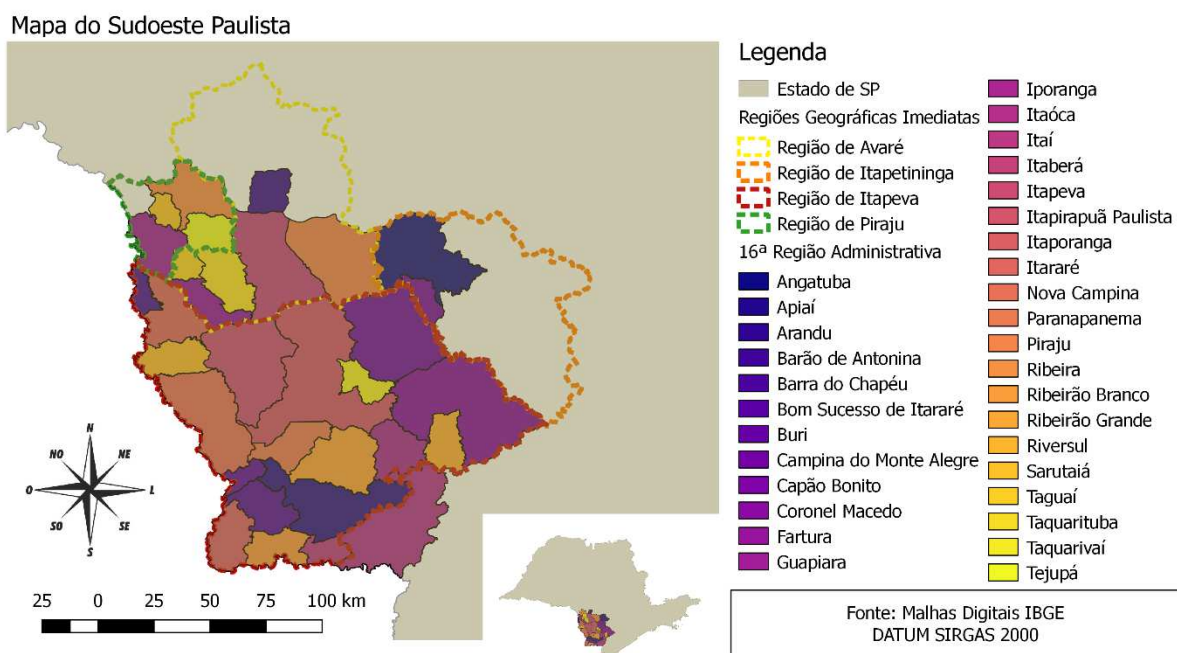 Mapa do Sudoeste Paulista
Legenda
Estado de SP
Regiões Geográficas Imediatas
Região de Avaré
Região de Itapetininga
Região de Itapeva
Região de Piraju
16ª Região Administrativa
Angatuba
Apiaí
Arandu
Barão de Antonina
Barra do Chapéu
Bom Sucesso de Itararé
Buri
Campina do Monte Alegre
Capão Bonito
Coronel Macedo
Fartura
Guapiara
Iporanga
Itaóca
Itaí
Itaberá
Itapeva
Itapirapuã Paulista
Itaporanga
Itararé
Nova Campina
Paranapanema
Piraju
Ribeira
Ribeirão Branco
Ribeirão Grande
Riversul
Sarutaiá
Taguaí
Taquarituba
Taquarivaí
Tejupá
N
NO NE
O L
SO SE
S
25 0 25 50 75 100 km
Fonte: Malhas Digitais IBGE
DATUM SIRGAS 2000